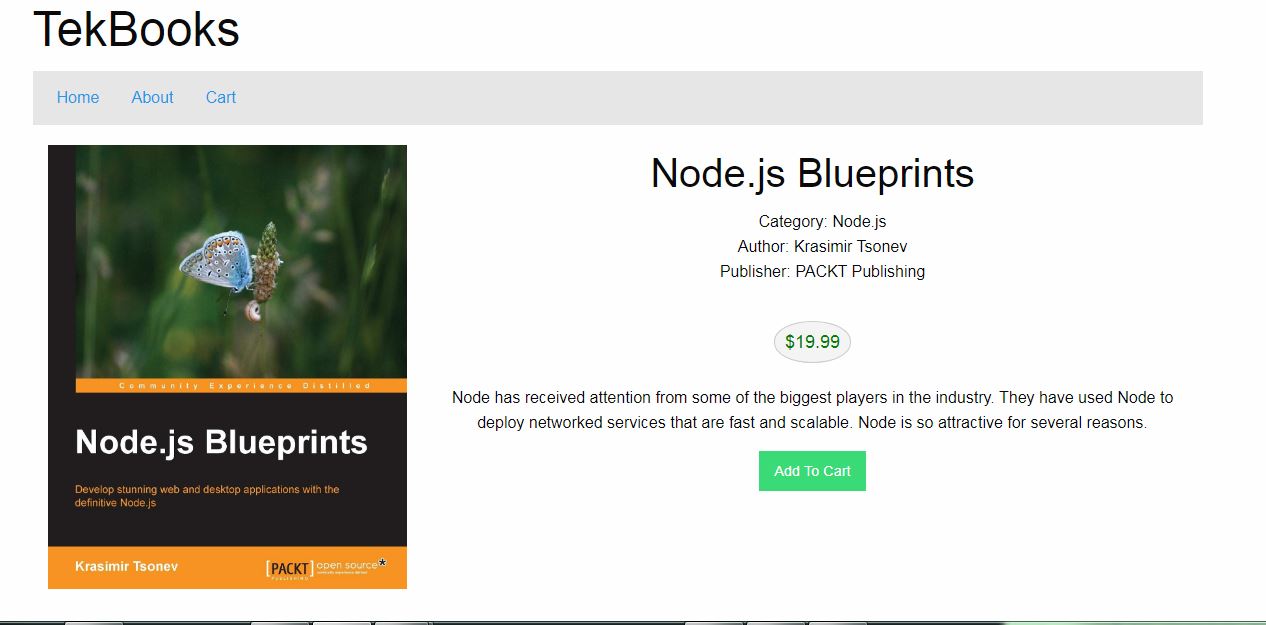 TekBooks
Home About Cart
Community Experience Distilled
Node.js Blueprints
Develop stunning web and desktop applications with the
definitive Node.js
Krasimir Tsonev
[PACKT] open source*
PUBLISHING
Node.js Blueprints
Category: Node.js
Author: Krasimir Tsonev
Publisher: PACKT Publishing
$19.99
Node has received attention from some of the biggest players in the industry. They have used Node to
deploy networked services that are fast and scalable. Node is so attractive for several reasons.
Add To Cart